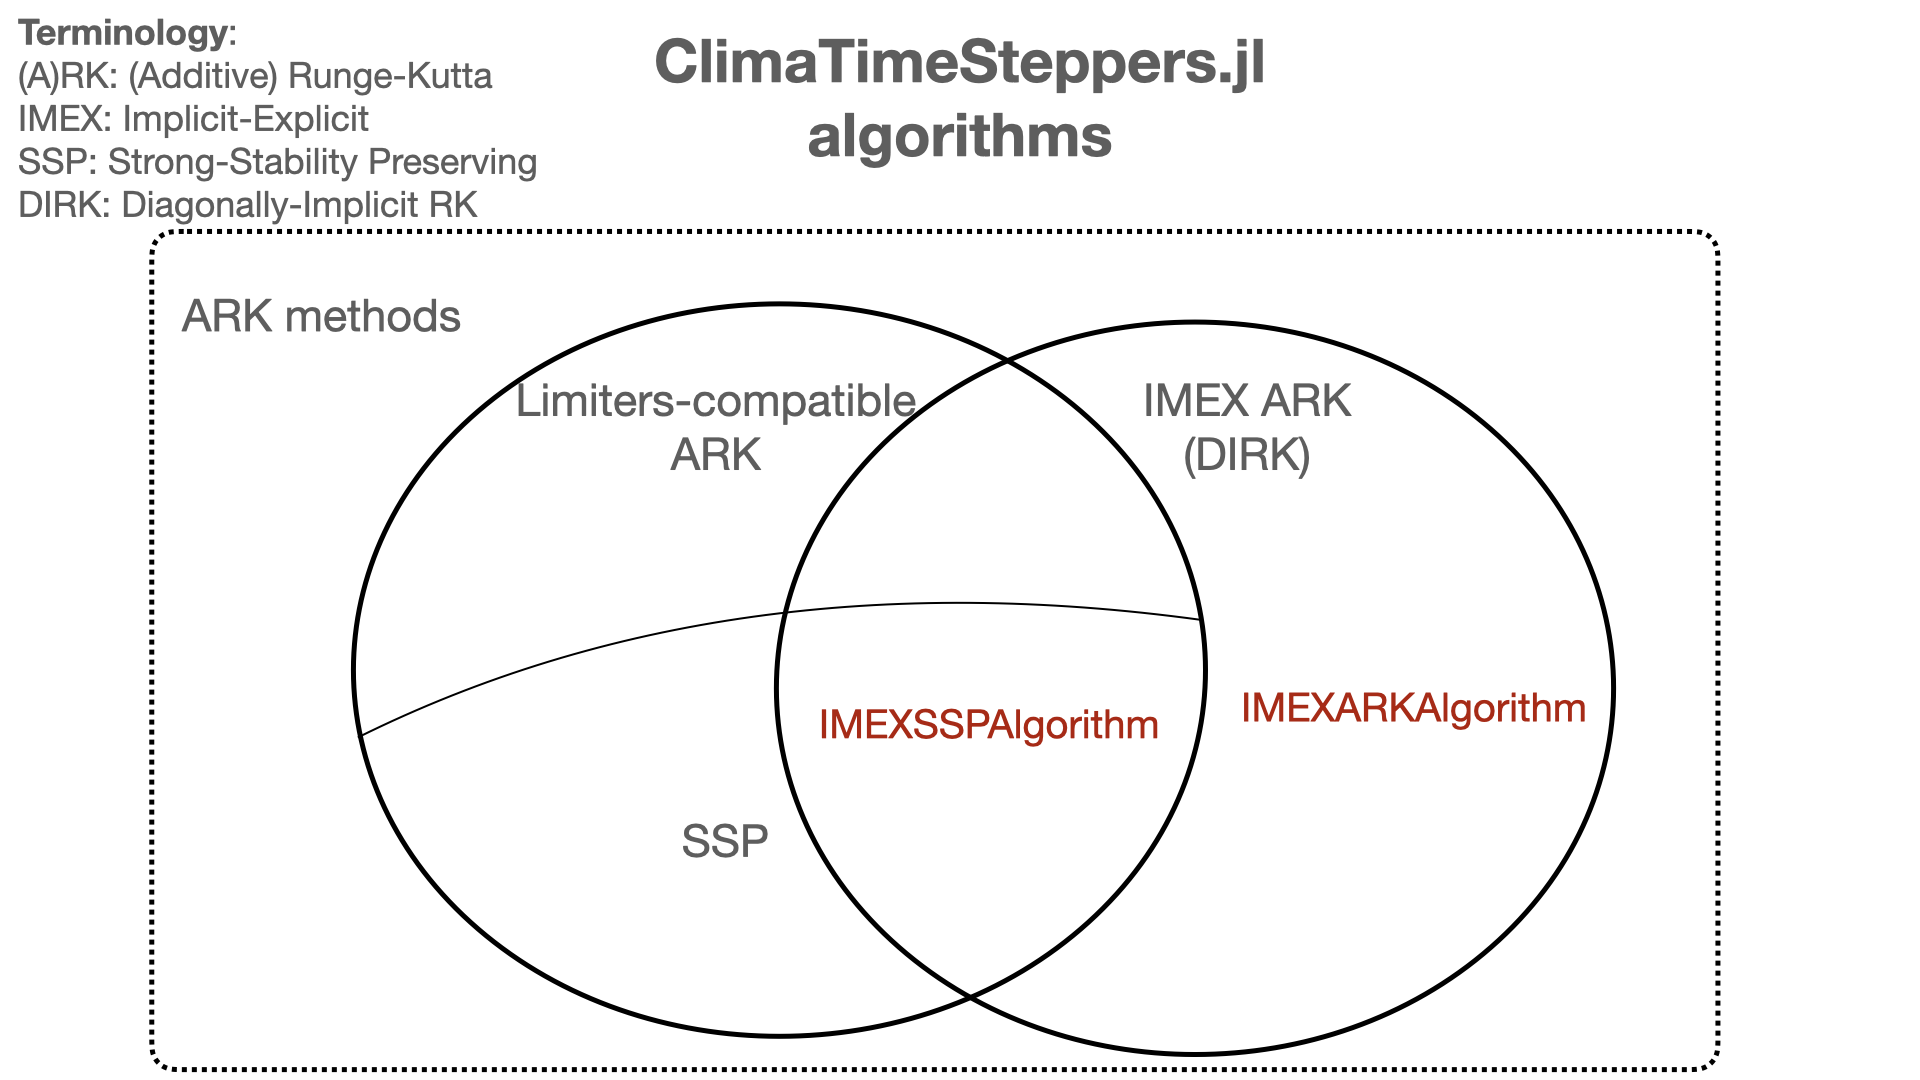 Terminology:
(A)RK: (Additive) Runge-Kutta
IMEX: Implicit-Explicit
SSP: Strong-Stability Preserving
DIRK: Diagonally-Implicit RK
ClimaTimeSteppers.jl
algorithms
ARK methods
Limiters-compatible
ARK
IMEX ARK
(DIRK)
IMEXSSPAlgorithm
IMEXARKAlgorithm
SSP